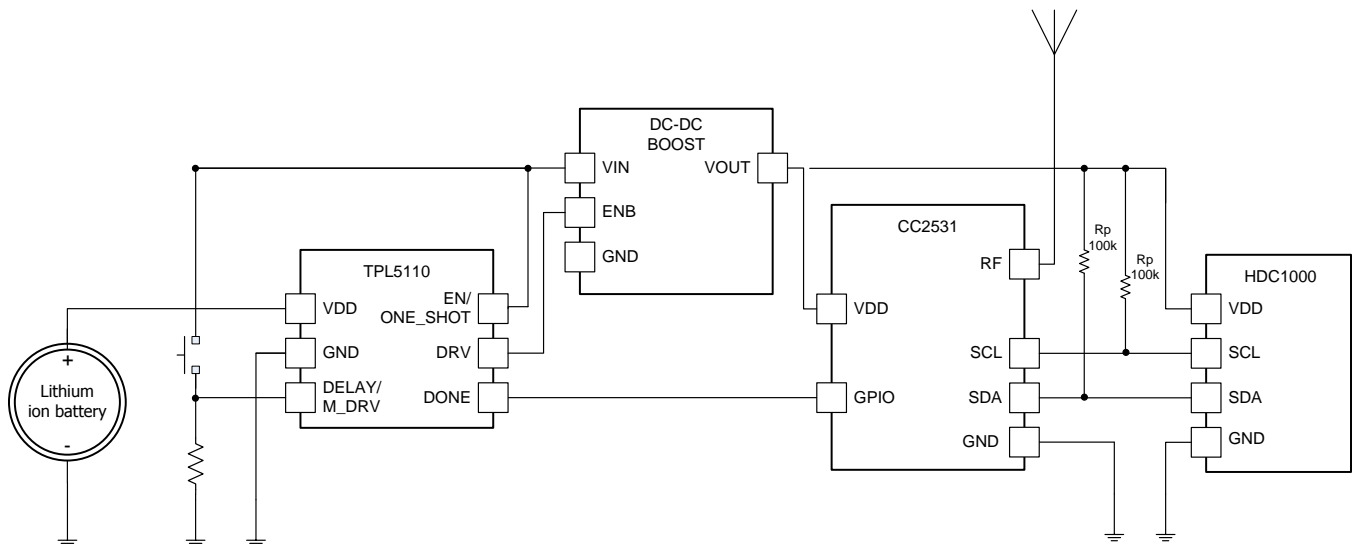 DC-DC
BOOST
VIN
VOUT
ENB
GND
CC2531
RF
VDD
SCL
GPIO
SDA
GND
Rp
100k
Rp
100k
HDC1000
VDD
SCL
SDA
GND
TPL5110
VDD
EN/
ONE_SHOT
GND
DRV
DELAY/
M_DRV
DONE
+
Lithium
ion battery
-